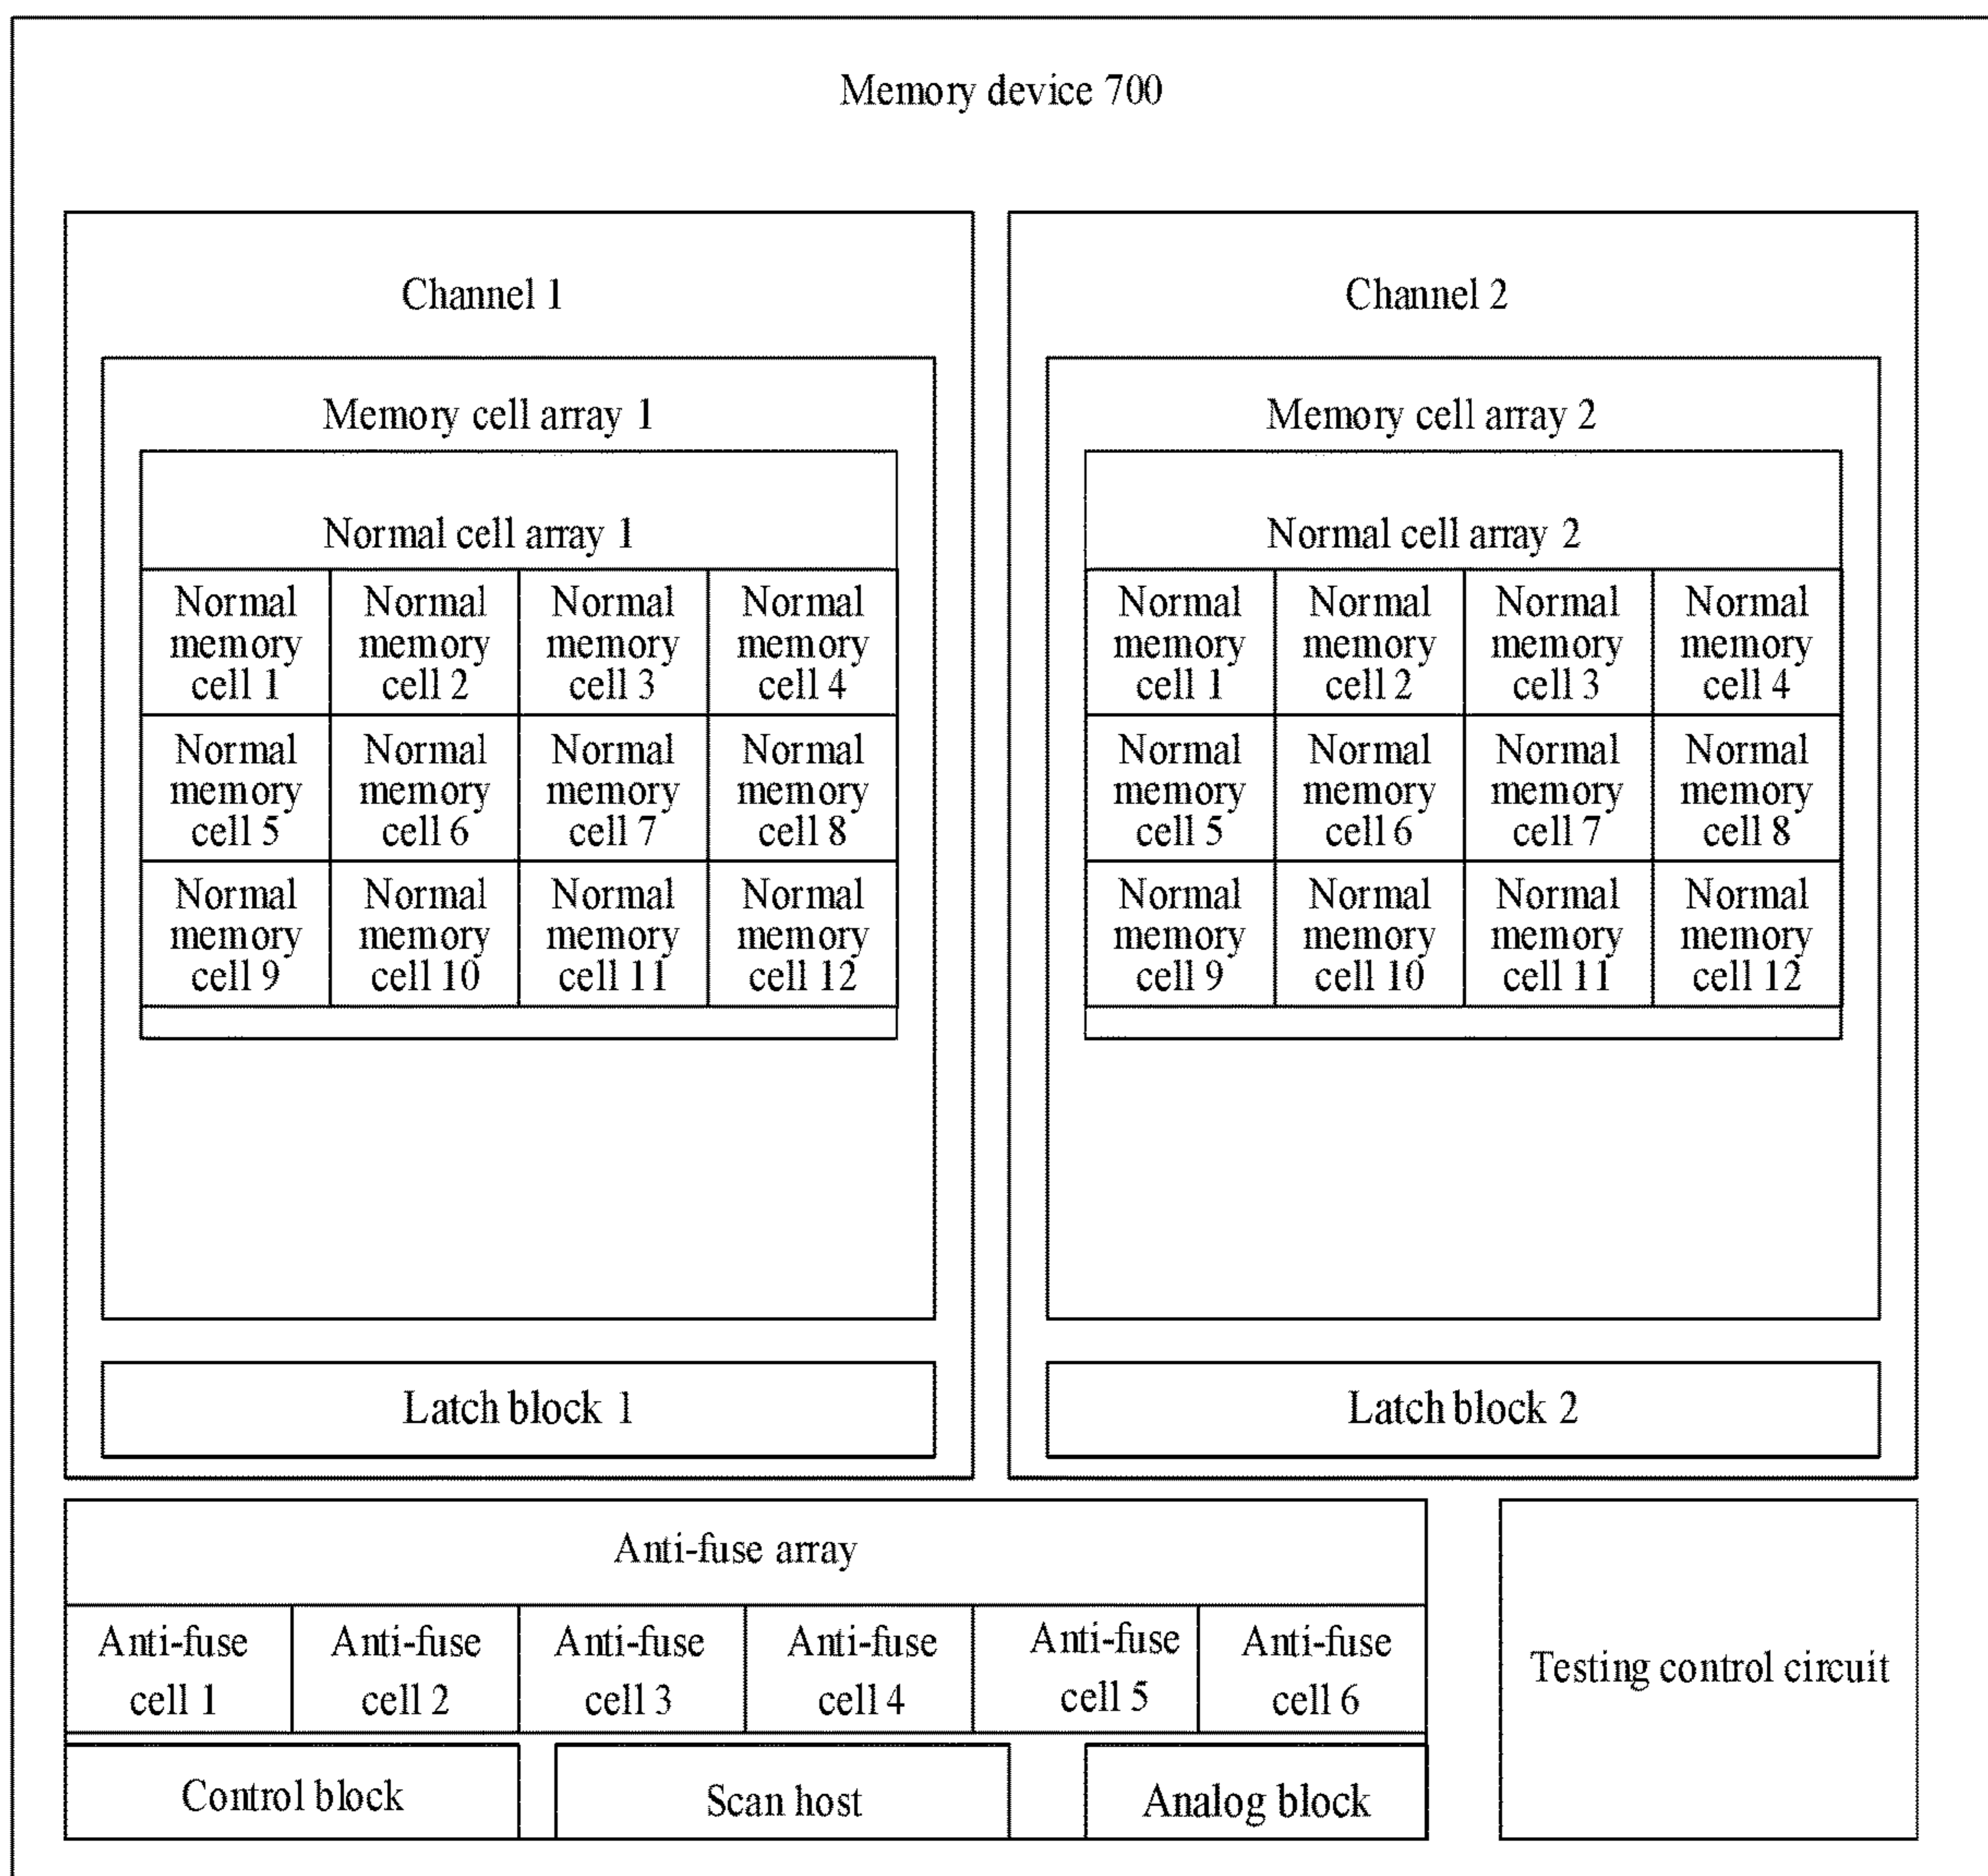 Memory device 700
Channel 1
Memory cell array 1
Normal cell array 1
Normal memory cell 1
Normal memory cell 2
Normal memory cell 3
Normal memory cell 4
Normal memory cell 5
Normal memory cell 6
Normal memory cell 7
Normal memory cell 8
Normal memory cell 9
Normal memory cell 10
Normal memory cell 11
Normal memory cell 12
Latch block 1
Channel 2
Memory cell array 2
Normal cell array 2
Normal memory cell 1
Normal memory cell 2
Normal memory cell 3
Normal memory cell 4
Normal memory cell 5
Normal memory cell 6
Normal memory cell 7
Normal memory cell 8
Normal memory cell 9
Normal memory cell 10
Normal memory cell 11
Normal memory cell 12
Latch block 2
Anti-fuse array
Anti-fuse cell 1
Anti-fuse cell 2
Anti-fuse cell 3
Anti-fuse cell 4
Anti-fuse cell 5
Anti-fuse cell 6
Control block
Scan host
Analog block
Testing control circuit